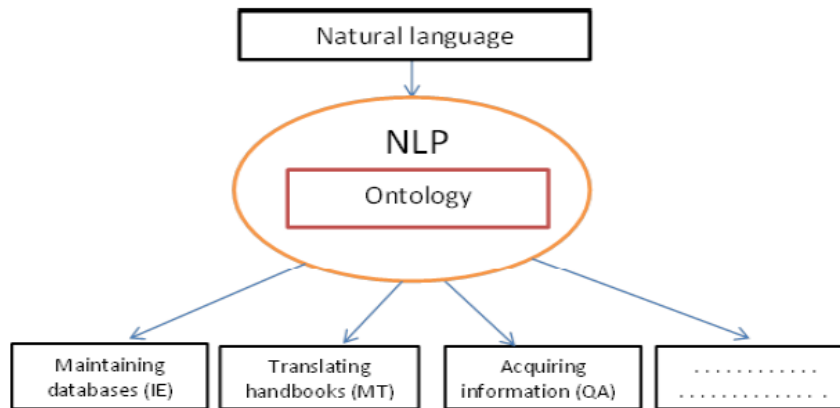 Natural language
NLP
Ontology
Maintaining
databases (IE)
Translating
handbooks (MT)
Acquiring
information (QA)
. . . . . . . . . . . .
. . . . . . . . . . . . . .